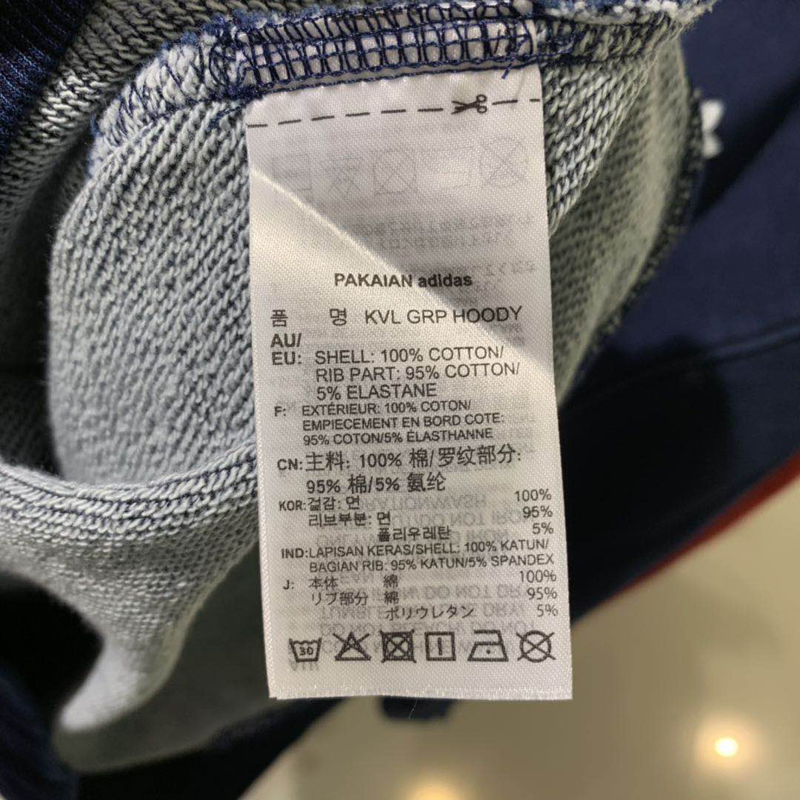 PAKAIAN adidas
품 명 KVL GRP HOODY
AU/
EU: SHELL: 100% COTTON/
RIB PART: 95% COTTON/
5% ELASTANE
F: EXTÉRIEUR: 100% COTON/
EMPIECEMENT EN BORD COTE:
95% COTON/5% ÉLASTHANNE
CN: 主料: 100% 棉/罗纹部分:
95% 棉/5% 氨纶
KOR: 겉감: 면 100%
리브부분: 면 95%
폴리우레탄 5%
IND: LAPISAN KERAS/SHELL: 100% KATUN/
BAGIAN RIB: 95% KATUN/5% SPANDEX
J: 本体 綿 100%
リブ部分 綿 95%
ポリウレタン 5%
30